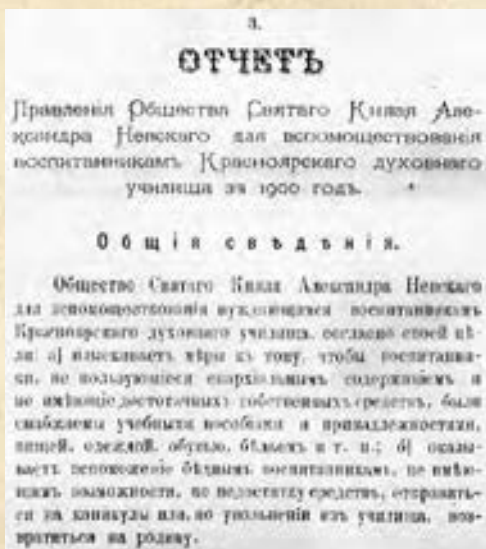 3.
ОТЧЕТЪ
Правленія Общества Святаго Князя Але-
ксандра Невскаго для вспомоществованія
воспитанникамъ Красноярскаго духовнаго
училища за 1900 годъ.
Общія свѣдѣнія.
Общество Святаго Князя Александра Невскаго
для вспомоществованія нуждающимся воспитанникамъ
Красноярскаго духовнаго училища, согласно своей цѣ-
ли: а) изыскиваетъ мѣры къ тому, чтобы воспитанни-
ки, не пользующіеся епархіальнымъ содержаніемъ и
не имѣющіе достаточныхъ собственныхъ средствъ, были
снабжаемы учебными пособіями и принадлежностями,
пищей, одеждой, обувью, бѣльемъ и т. п.; б) оказы-
ваетъ вспоможеніе бѣднымъ воспитанникамъ, не имѣю-
щимъ возможности, по недостатку средствъ, отправить-
ся на каникулы или, по увольненіи изъ училища, воз-
вратиться на родину.